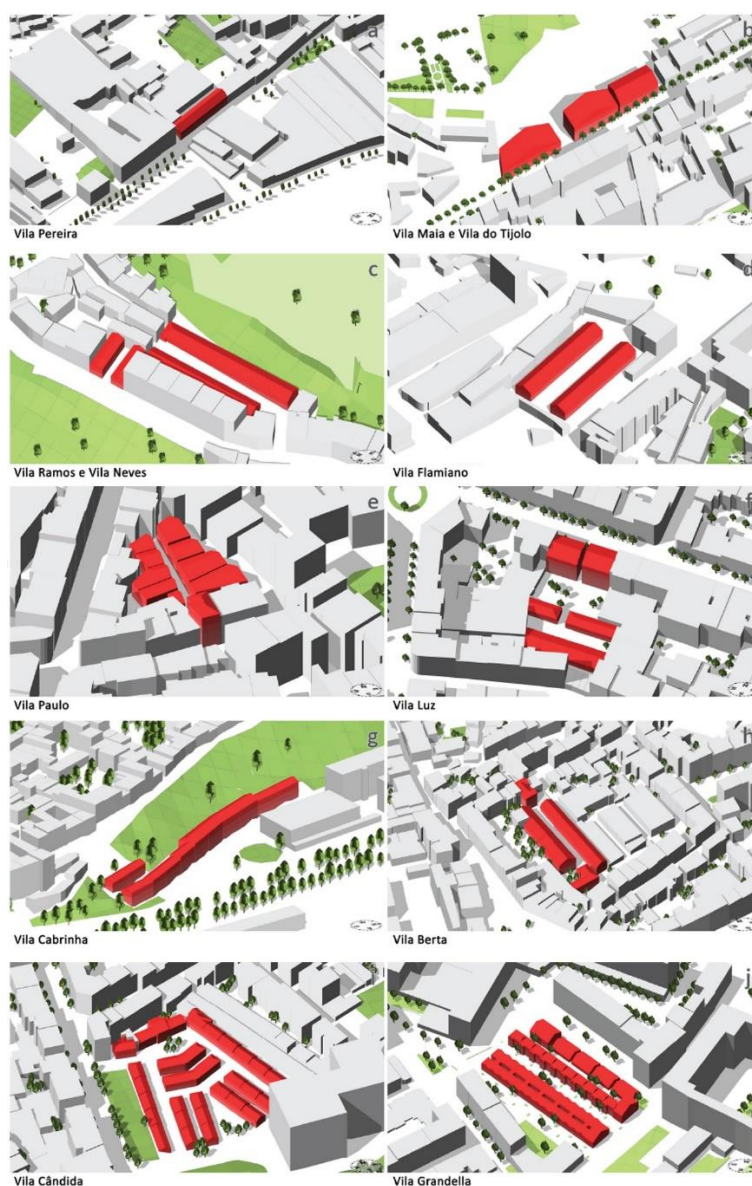 a
Vila Pereira
b
Vila Maia e Vila do Tijolo
c
Vila Ramos e Vila Neves
d
Vila Flamiano
e
Vila Paulo
Vila Luz
g
Vila Cabrinha
h
Vila Berta
Vila Cândida
j
Vila Grandella